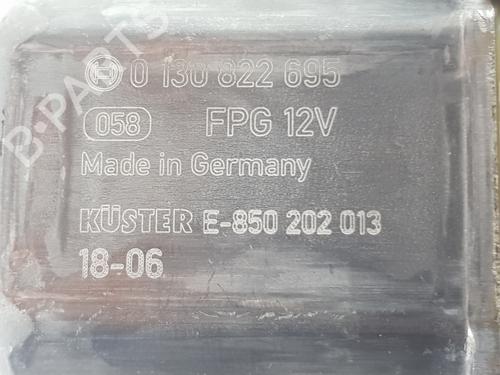 0 130 822 695
058 FPG 12V
Made in Germany
KÜSTER E-850 202 013
18-06
B-PARTS